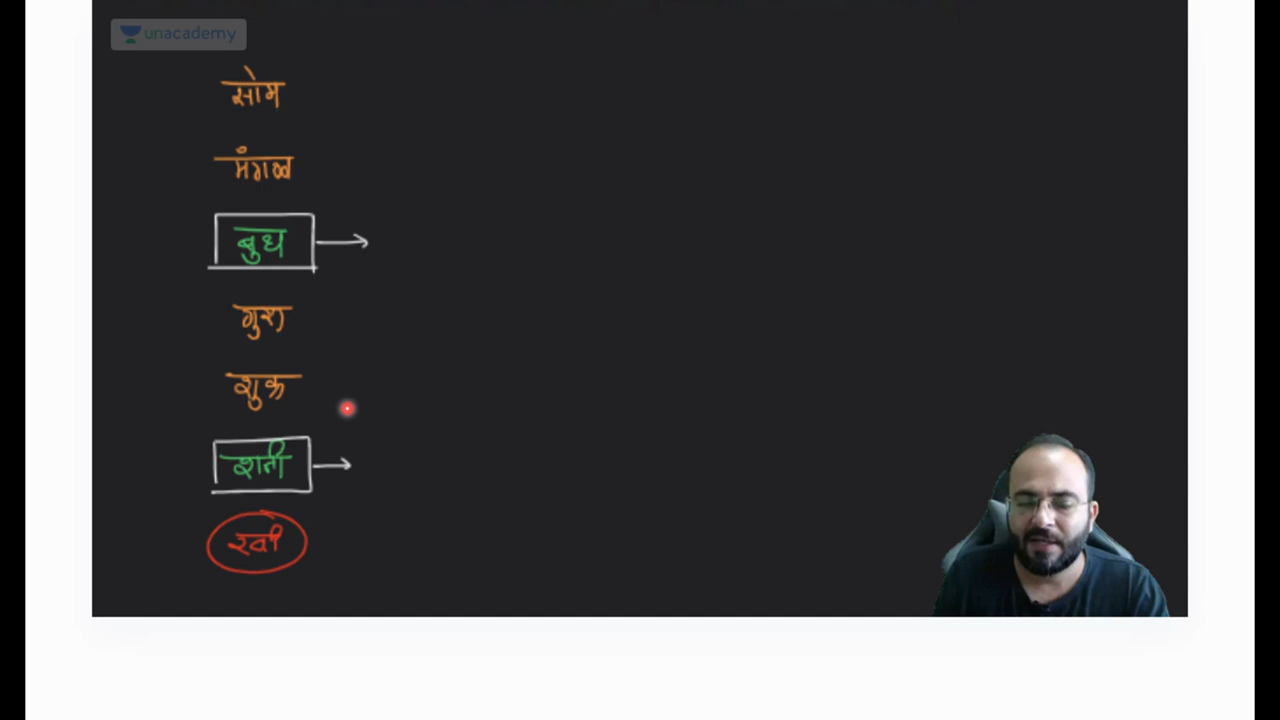 unacademy
सोम
मंगळ
बुध
गुरु
शुक्र
शनी
रवी